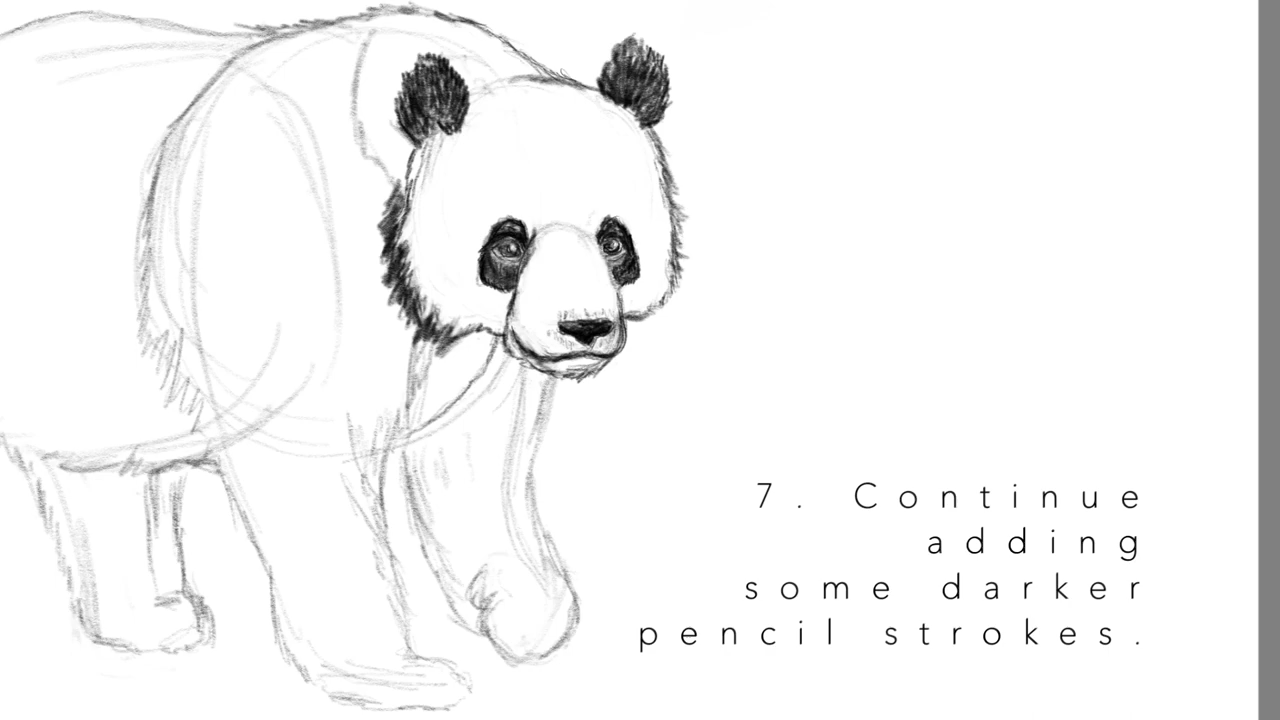 7. Continue
adding
some darker
pencil strokes.